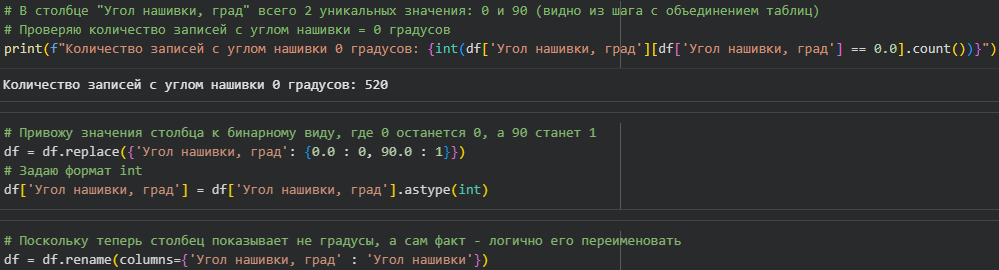 # В столбце "Угол нашивки, град" всего 2 уникальных значения: 0 и 90 (видно из шага с объединением таблиц)
# Проверяю количество записей с углом нашивки = 0 градусов
print(f"Количество записей с углом нашивки 0 градусов: {int(df['Угол нашивки, град'][df['Угол нашивки, град'] == 0.0].count())}")
Количество записей с углом нашивки 0 градусов: 520
# Привожу значения столбца к бинарному виду, где 0 останется 0, а 90 станет 1
df = df.replace({'Угол нашивки, град': {0.0 : 0, 90.0 : 1}})
# Задаю формат int
df['Угол нашивки, град'] = df['Угол нашивки, град'].astype(int)
# Поскольку теперь столбец показывает не градусы, а сам факт - логично его переименовать
df = df.rename(columns={'Угол нашивки, град' : 'Угол нашивки'})